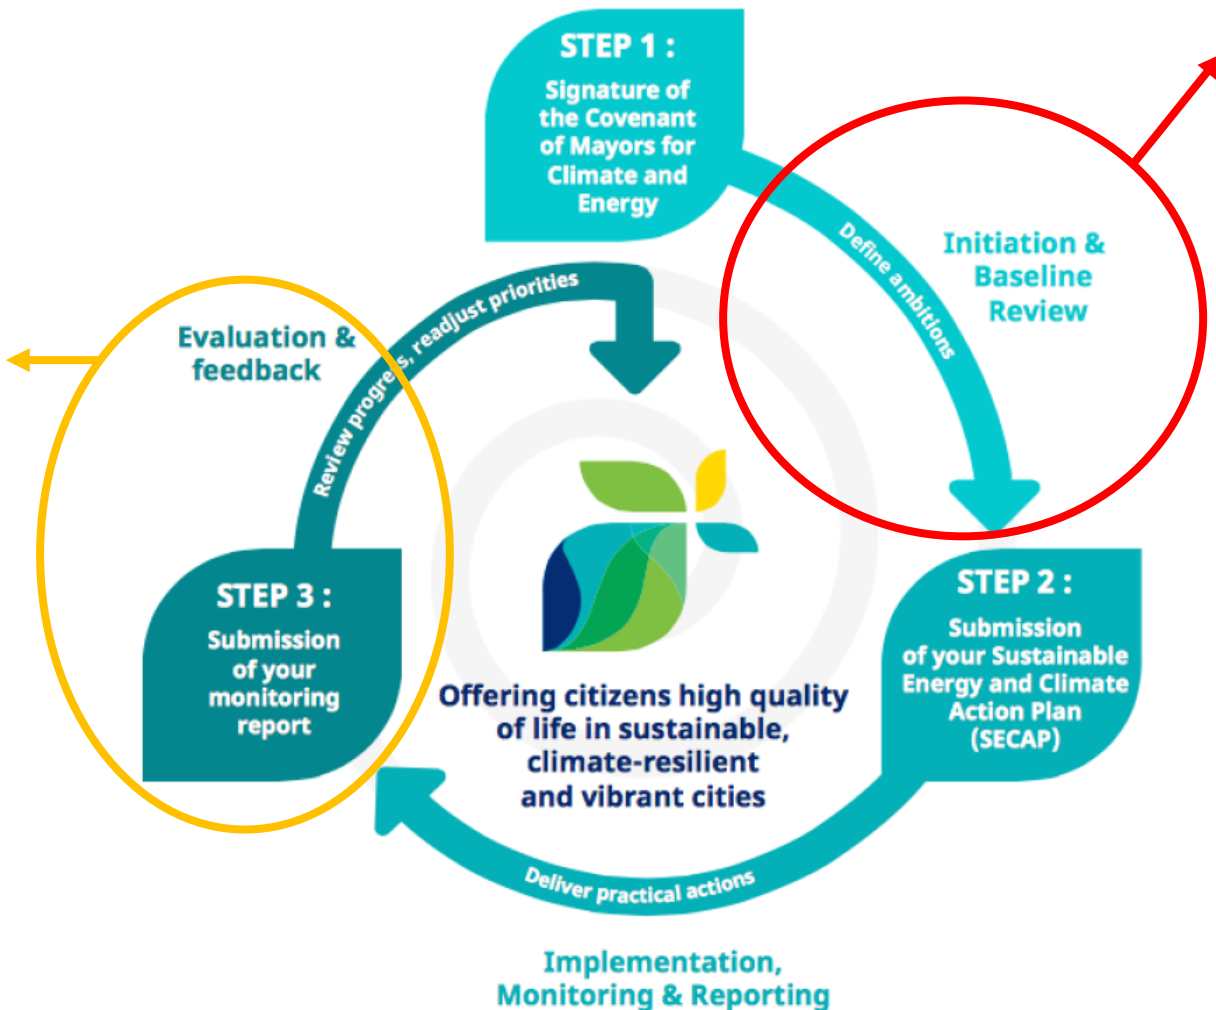 STEP 1 :
Signature of
the Covenant
of Mayors for
Climate and
Energy
Define ambitions
Initiation &
Baseline
Review
STEP 2 :
Submission
of your Sustainable
Energy and Climate
Action Plan
(SECAP)
Deliver practical actions
Implementation,
Monitoring & Reporting
STEP 3 :
Submission
of your
monitoring
report
Evaluation &
feedback
Review progress, readjust priorities
Offering citizens high quality
of life in sustainable,
climate-resilient
and vibrant cities